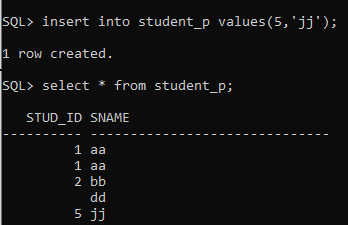 SQL> insert into student_p values(5,'jj');
1 row created.
SQL> select * from student_p;
   STUD_ID SNAME
---------- ------------------------------
         1 aa
         1 aa
         2 bb
           dd
         5 jj